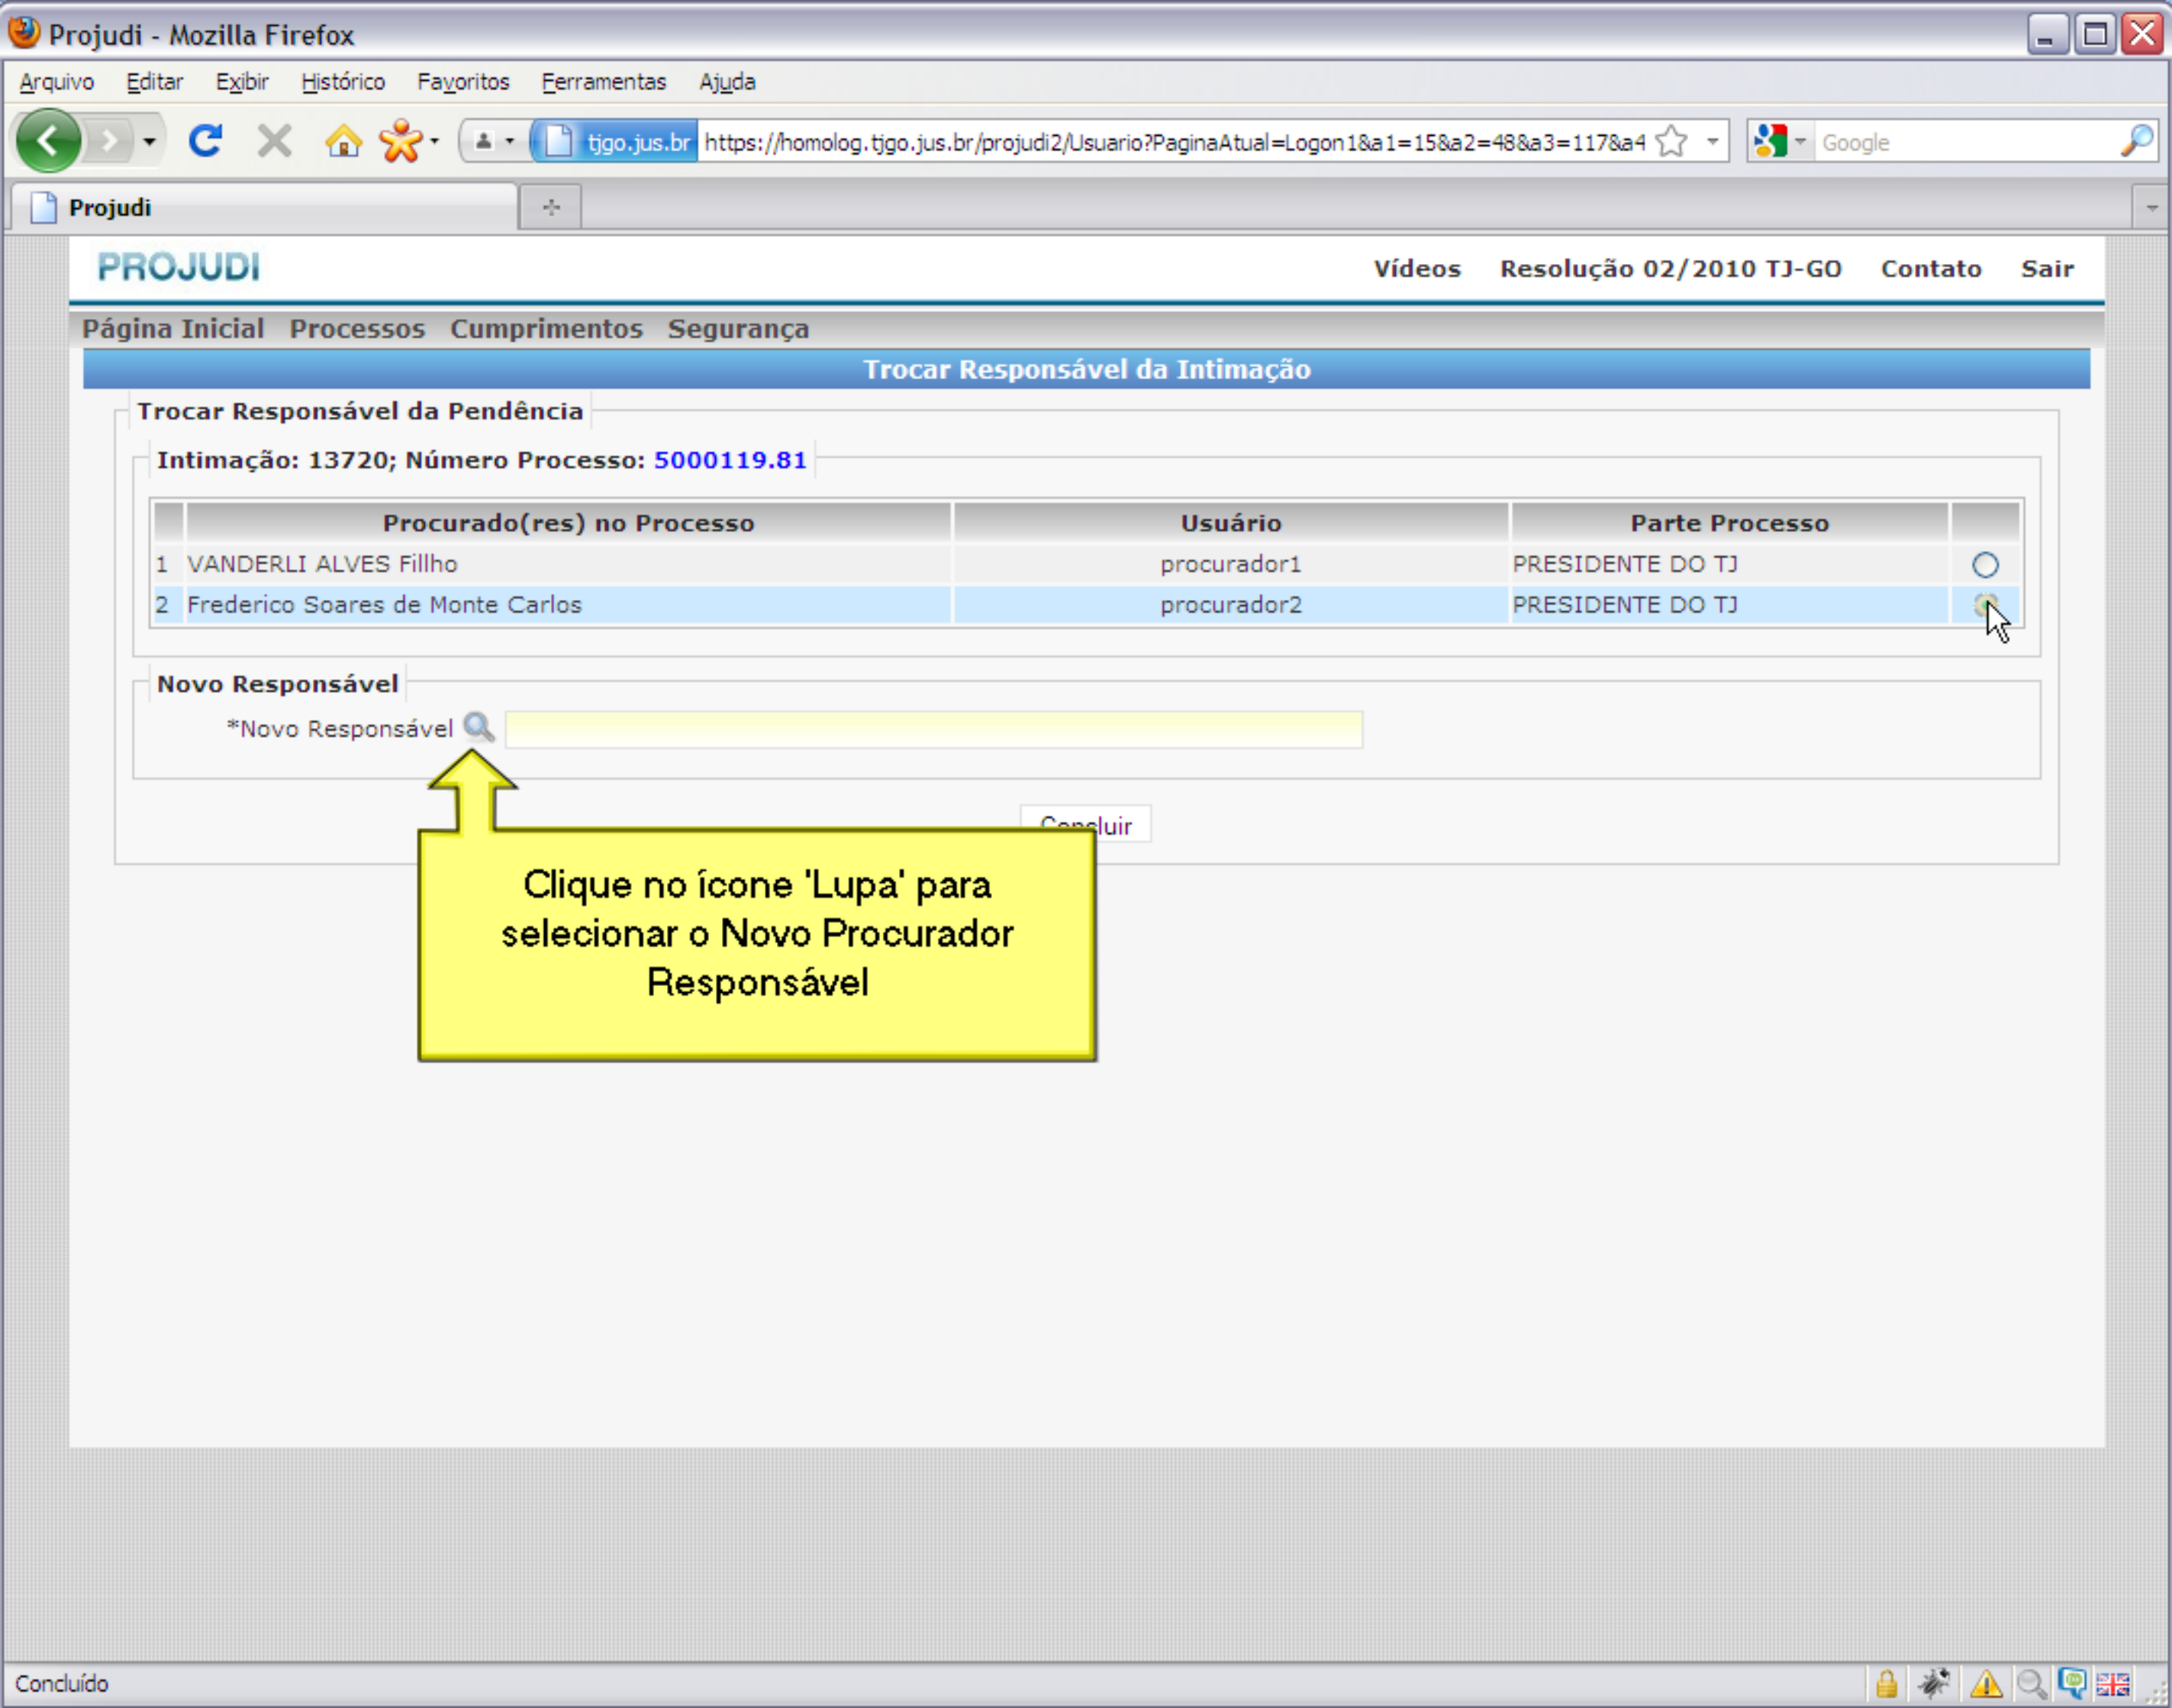 Projudi - Mozilla Firefox
Arquivo Editar Exibir Histórico Favoritos Ferramentas Ajuda
tjgo.jus.br https://homolog.tjgo.jus.br/projudi2/Usuario?PaginaAtual=Logon1&a1=15&a2=48&a3=117&a4 Google
Projudi
PROJUDI Vídeos Resolução 02/2010 TJ-GO Contato Sair
Página Inicial Processos Cumprimentos Segurança
Trocar Responsável da Intimação
Trocar Responsável da Pendência
Intimação: 13720; Número Processo: 5000119.81
Procurado(res) no Processo Usuário Parte Processo
1 VANDERLI ALVES Fillho procurador1 PRESIDENTE DO TJ
2 Frederico Soares de Monte Carlos procurador2 PRESIDENTE DO TJ
Novo Responsável
*Novo Responsável
Concluir
Clique no ícone 'Lupa' para
selecionar o Novo Procurador
Responsável
Concluído